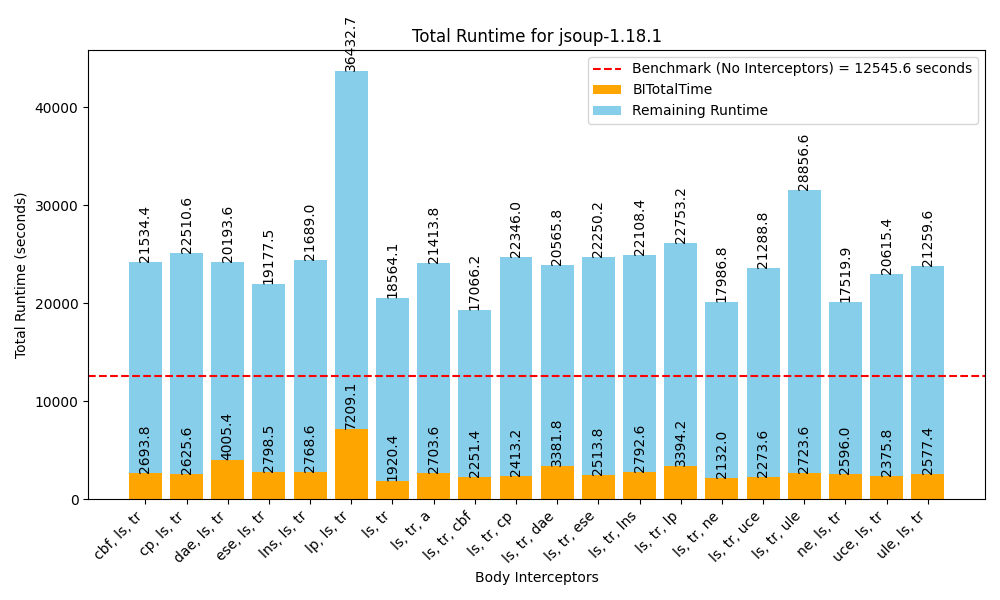 Total Runtime for jsoup-1.18.1
Benchmark (No Interceptors) = 12545.6 seconds
BITotalTime
Remaining Runtime
Total Runtime (seconds)
40000
30000
20000
10000
0
21534.4
22510.6
20193.6
19177.5
21689.0
36432.7
18564.1
21413.8
17066.2
22346.0
20565.8
22250.2
22108.4
22753.2
17986.8
21288.8
28856.6
17519.9
20615.4
21259.6
2693.8
2625.6
4005.4
2798.5
2768.6
7209.1
1920.4
2703.6
2251.4
2413.2
3381.8
2513.8
2792.6
3394.2
2132.0
2273.6
2723.6
2596.0
2375.8
2577.4
cbf, ls, tr
cp, ls, tr
dae, ls, tr
ese, ls, tr
lns, ls, tr
lp, ls, tr
ls, tr
ls, tr, a
ls, tr, cbf
ls, tr, cp
ls, tr, dae
ls, tr, ese
ls, tr, lns
ls, tr, lp
ls, tr, ne
ls, tr, uce
ls, tr, ule
ne, ls, tr
uce, ls, tr
ule, ls, tr
Body Interceptors